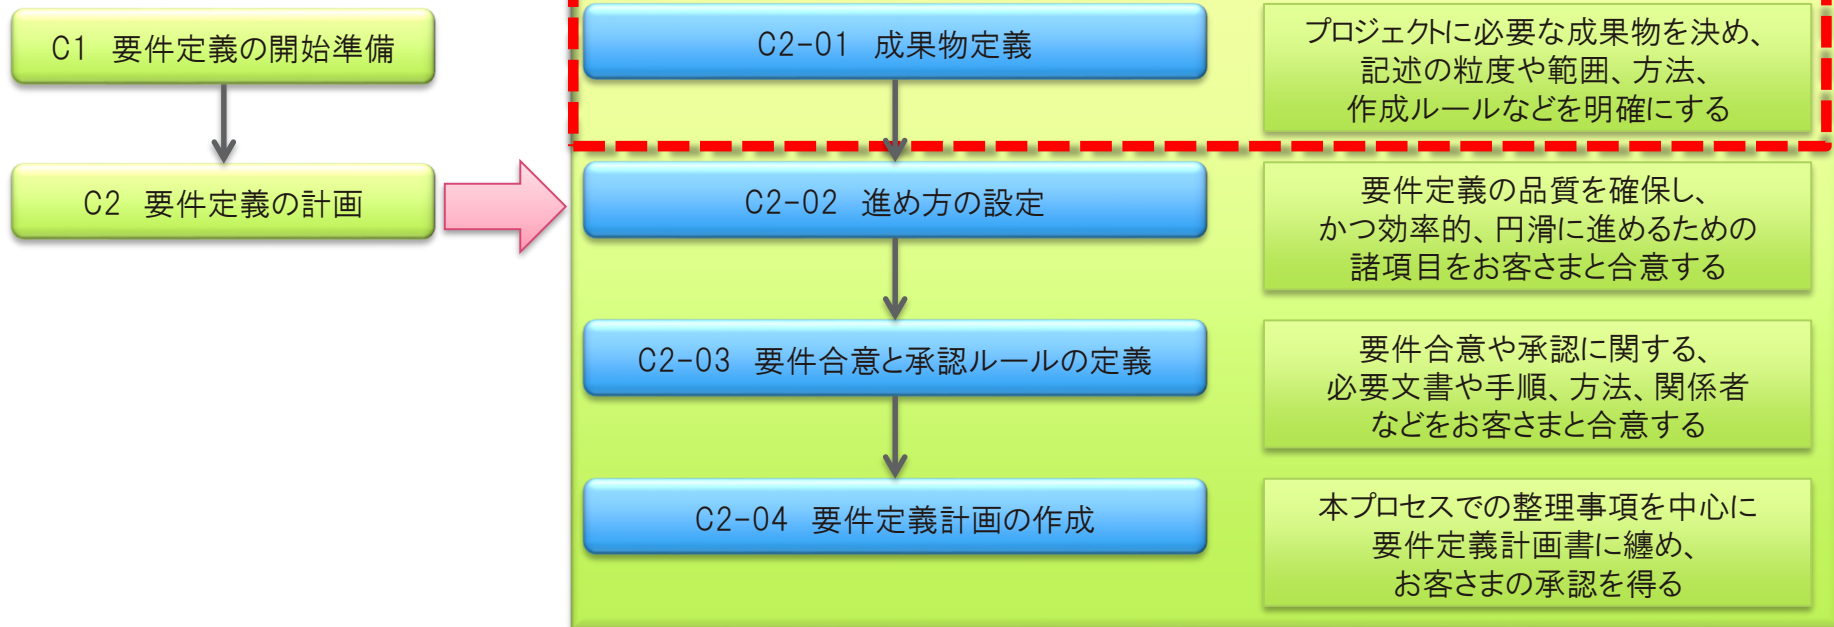 C1 要件定義の開始準備
C2 要件定義の計画
C2-01 成果物定義
プロジェクトに必要な成果物を決め、
記述の粒度や範囲、方法、
作成ルールなどを明確にする
C2-02 進め方の設定
要件定義の品質を確保し、
かつ効率的、円滑に進めるための
諸項目をお客さまと合意する
C2-03 要件合意と承認ルールの定義
要件合意や承認に関する、
必要文書や手順、方法、関係者
などをお客さまと合意する
C2-04 要件定義計画の作成
本プロセスでの整理事項を中心に
要件定義計画書に纏め、
お客さまの承認を得る